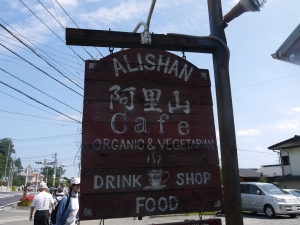 ALISHAN
阿里山
Cafe
ORGANIC & VEGETARIAN
DRINK SHOP
FOOD